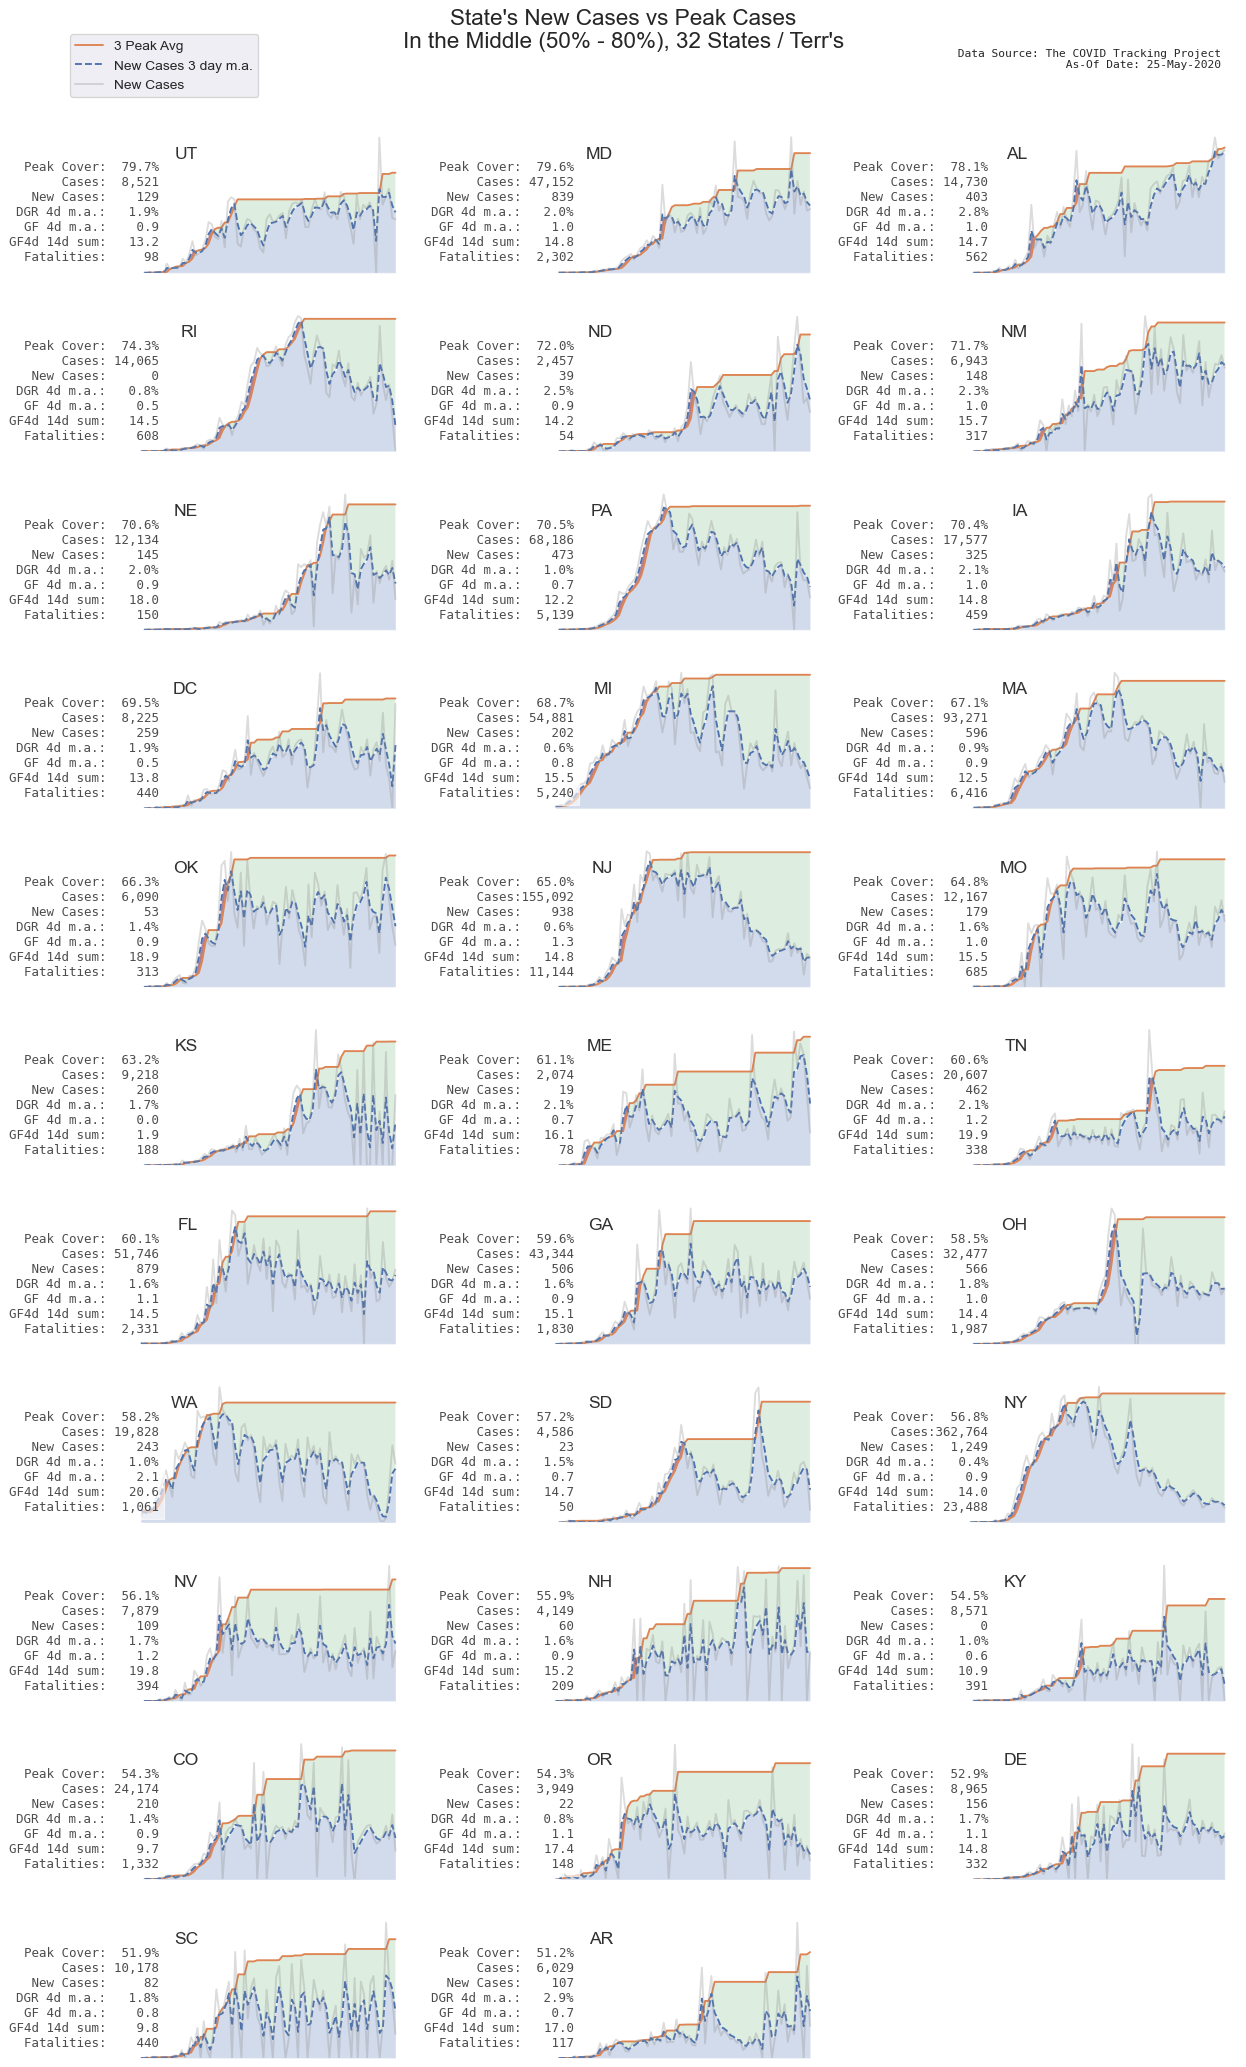 State's New Cases vs Peak Cases
In the Middle (50% - 80%), 32 States / Terr's
3 Peak Avg
New Cases 3 day m.a.
New Cases
Data Source: The COVID Tracking Project
As-Of Date: 25-May-2020
UT
Peak Cover: 79.7%
Cases: 8,521
New Cases: 129
DGR 4d m.a.: 1.9%
GF 4d m.a.: 0.9
GF4d 14d sum: 13.2
Fatalities: 98
MD
Peak Cover: 79.6%
Cases: 47,152
New Cases: 839
DGR 4d m.a.: 2.0%
GF 4d m.a.: 1.0
GF4d 14d sum: 14.8
Fatalities: 2,302
AL
Peak Cover: 78.1%
Cases: 14,730
New Cases: 403
DGR 4d m.a.: 2.8%
GF 4d m.a.: 1.0
GF4d 14d sum: 14.7
Fatalities: 562
RI
Peak Cover: 74.3%
Cases: 14,065
New Cases: 0
DGR 4d m.a.: 0.8%
GF 4d m.a.: 0.5
GF4d 14d sum: 14.5
Fatalities: 608
ND
Peak Cover: 72.0%
Cases: 2,457
New Cases: 39
DGR 4d m.a.: 2.5%
GF 4d m.a.: 0.9
GF4d 14d sum: 14.2
Fatalities: 54
NM
Peak Cover: 71.7%
Cases: 6,943
New Cases: 148
DGR 4d m.a.: 2.3%
GF 4d m.a.: 1.0
GF4d 14d sum: 15.7
Fatalities: 317
NE
Peak Cover: 70.6%
Cases: 12,134
New Cases: 145
DGR 4d m.a.: 2.0%
GF 4d m.a.: 0.9
GF4d 14d sum: 18.0
Fatalities: 150
PA
Peak Cover: 70.5%
Cases: 68,186
New Cases: 473
DGR 4d m.a.: 1.0%
GF 4d m.a.: 0.7
GF4d 14d sum: 12.2
Fatalities: 5,139
IA
Peak Cover: 70.4%
Cases: 17,577
New Cases: 325
DGR 4d m.a.: 2.1%
GF 4d m.a.: 1.0
GF4d 14d sum: 14.8
Fatalities: 459
DC
Peak Cover: 69.5%
Cases: 8,225
New Cases: 259
DGR 4d m.a.: 1.9%
GF 4d m.a.: 0.5
GF4d 14d sum: 13.8
Fatalities: 440
MI
Peak Cover: 68.7%
Cases: 54,881
New Cases: 202
DGR 4d m.a.: 0.6%
GF 4d m.a.: 0.8
GF4d 14d sum: 15.5
Fatalities: 5,240
MA
Peak Cover: 67.1%
Cases: 93,271
New Cases: 596
DGR 4d m.a.: 0.9%
GF 4d m.a.: 0.9
GF4d 14d sum: 12.5
Fatalities: 6,416
OK
Peak Cover: 66.3%
Cases: 6,090
New Cases: 53
DGR 4d m.a.: 1.4%
GF 4d m.a.: 0.9
GF4d 14d sum: 18.9
Fatalities: 313
NJ
Peak Cover: 65.0%
Cases:155,092
New Cases: 938
DGR 4d m.a.: 0.6%
GF 4d m.a.: 1.3
GF4d 14d sum: 14.8
Fatalities: 11,144
MO
Peak Cover: 64.8%
Cases: 12,167
New Cases: 179
DGR 4d m.a.: 1.6%
GF 4d m.a.: 1.0
GF4d 14d sum: 15.5
Fatalities: 685
KS
Peak Cover: 63.2%
Cases: 9,218
New Cases: 260
DGR 4d m.a.: 1.7%
GF 4d m.a.: 0.0
GF4d 14d sum: 1.9
Fatalities: 188
ME
Peak Cover: 61.1%
Cases: 2,074
New Cases: 19
DGR 4d m.a.: 2.1%
GF 4d m.a.: 0.7
GF4d 14d sum: 16.1
Fatalities: 78
TN
Peak Cover: 60.6%
Cases: 20,607
New Cases: 462
DGR 4d m.a.: 2.1%
GF 4d m.a.: 1.2
GF4d 14d sum: 19.9
Fatalities: 338
FL
Peak Cover: 60.1%
Cases: 51,746
New Cases: 879
DGR 4d m.a.: 1.6%
GF 4d m.a.: 1.1
GF4d 14d sum: 14.5
Fatalities: 2,331
GA
Peak Cover: 59.6%
Cases: 43,344
New Cases: 506
DGR 4d m.a.: 1.6%
GF 4d m.a.: 0.9
GF4d 14d sum: 15.1
Fatalities: 1,830
OH
Peak Cover: 58.5%
Cases: 32,477
New Cases: 566
DGR 4d m.a.: 1.8%
GF 4d m.a.: 1.0
GF4d 14d sum: 14.4
Fatalities: 1,987
WA
Peak Cover: 58.2%
Cases: 19,828
New Cases: 243
DGR 4d m.a.: 1.0%
GF 4d m.a.: 2.1
GF4d 14d sum: 20.6
Fatalities: 1,061
SD
Peak Cover: 57.2%
Cases: 4,586
New Cases: 23
DGR 4d m.a.: 1.5%
GF 4d m.a.: 0.7
GF4d 14d sum: 14.7
Fatalities: 50
NY
Peak Cover: 56.8%
Cases:362,764
New Cases: 1,249
DGR 4d m.a.: 0.4%
GF 4d m.a.: 0.9
GF4d 14d sum: 14.0
Fatalities: 23,488
NV
Peak Cover: 56.1%
Cases: 7,879
New Cases: 109
DGR 4d m.a.: 1.7%
GF 4d m.a.: 1.2
GF4d 14d sum: 19.8
Fatalities: 394
NH
Peak Cover: 55.9%
Cases: 4,149
New Cases: 60
DGR 4d m.a.: 1.6%
GF 4d m.a.: 0.9
GF4d 14d sum: 15.2
Fatalities: 209
KY
Peak Cover: 54.5%
Cases: 8,571
New Cases: 0
DGR 4d m.a.: 1.0%
GF 4d m.a.: 0.6
GF4d 14d sum: 10.9
Fatalities: 391
CO
Peak Cover: 54.3%
Cases: 24,174
New Cases: 210
DGR 4d m.a.: 1.4%
GF 4d m.a.: 0.9
GF4d 14d sum: 9.7
Fatalities: 1,332
OR
Peak Cover: 54.3%
Cases: 3,949
New Cases: 22
DGR 4d m.a.: 0.8%
GF 4d m.a.: 1.1
GF4d 14d sum: 17.4
Fatalities: 148
DE
Peak Cover: 52.9%
Cases: 8,965
New Cases: 156
DGR 4d m.a.: 1.7%
GF 4d m.a.: 1.1
GF4d 14d sum: 14.8
Fatalities: 332
SC
Peak Cover: 51.9%
Cases: 10,178
New Cases: 82
DGR 4d m.a.: 1.8%
GF 4d m.a.: 0.8
GF4d 14d sum: 9.8
Fatalities: 440
AR
Peak Cover: 51.2%
Cases: 6,029
New Cases: 107
DGR 4d m.a.: 2.9%
GF 4d m.a.: 0.7
GF4d 14d sum: 17.0
Fatalities: 117